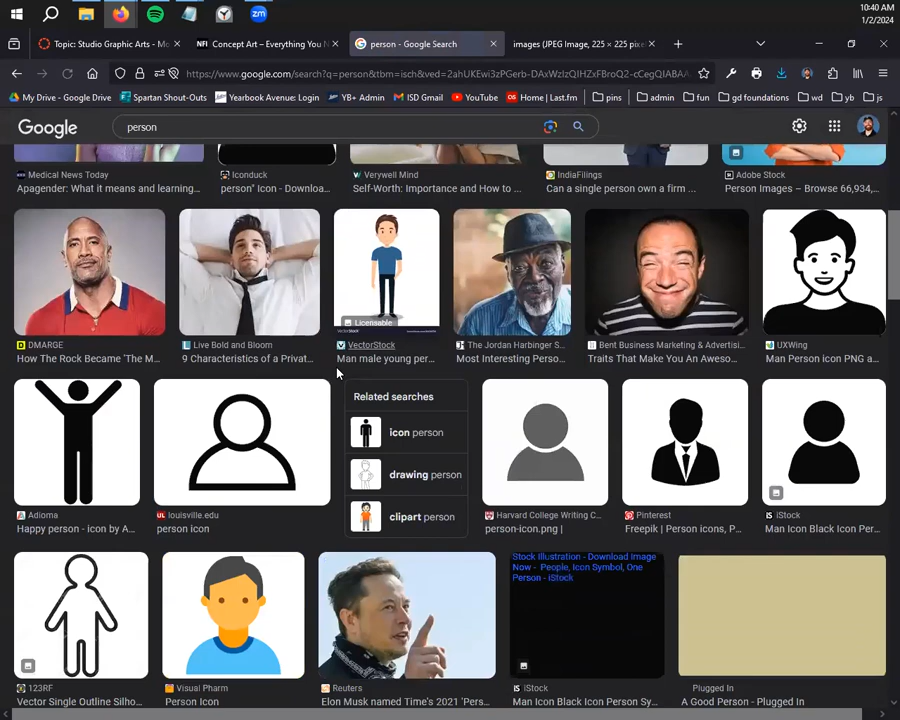 10:40 AM
1/2/2024
Topic: Studio Graphic Arts - Mo
NFI Concept Art – Everything You N
person - Google Search
images (JPEG Image, 225 × 225 pixe
https://www.google.com/search?q=person&tbm=isch&ved=2ahUKEwi3zPGerb-DAxWzIzQIHZxFBroQ2-cCegQIABAA
My Drive - Google Drive
Spartan Shout-Outs
Yearbook Avenue: Login
YB+ Admin
ISD Gmail
YouTube
Home | Last.fm
pins
admin
fun
gd foundations
wd
yb
js
Google
person
Medical News Today
Iconduck
Verywell Mind
IndiaFilings
Adobe Stock
Apagender: What it means and learning...
person" Icon - Downloa...
Self-Worth: Importance and How to ...
Can a single person own a firm ...
Person Images – Browse 66,934,...
Licensable
DMARGE
Live Bold and Bloom
VectorStock
The Jordan Harbinger S...
Bent Business Marketing & Advertisi...
UXWing
How The Rock Became 'The M...
9 Characteristics of a Privat...
Man male young per...
Most Interesting Perso...
Traits That Make You An Aweso...
Man Person icon PNG a...
Related searches
icon person
drawing person
clipart person
Adioma
louisville.edu
Harvard College Writing C...
Pinterest
iStock
Happy person - icon by A...
person icon
person-icon.png |
Freepik | Person icons, P...
Man Icon Black Icon Per...
Stock Illustration - Download Image
Now - People, Icon Symbol, One
Person - iStock
123RF
Visual Pharm
Reuters
iStock
Plugged In
Vector Single Outline Silho...
Person Icon
Elon Musk named Time's 2021 'Pers...
Man Icon Black Icon Person Sy...
A Good Person - Plugged In